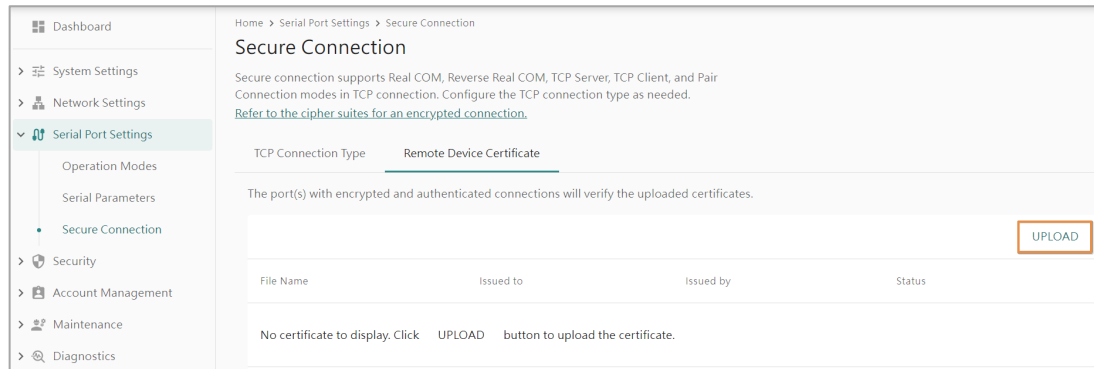 Dashboard
System Settings
Network Settings
Serial Port Settings
Operation Modes
Serial Parameters
Secure Connection
Security
Account Management
Maintenance
Diagnostics
Home > Serial Port Settings > Secure Connection
Secure Connection
Secure connection supports Real COM, Reverse Real COM, TCP Server, TCP Client, and Pair
Connection modes in TCP connection. Configure the TCP connection type as needed.
Refer to the cipher suites for an encrypted connection.
TCP Connection Type Remote Device Certificate
The port(s) with encrypted and authenticated connections will verify the uploaded certificates.
UPLOAD
File Name Issued to Issued by Status
No certificate to display. Click UPLOAD button to upload the certificate.